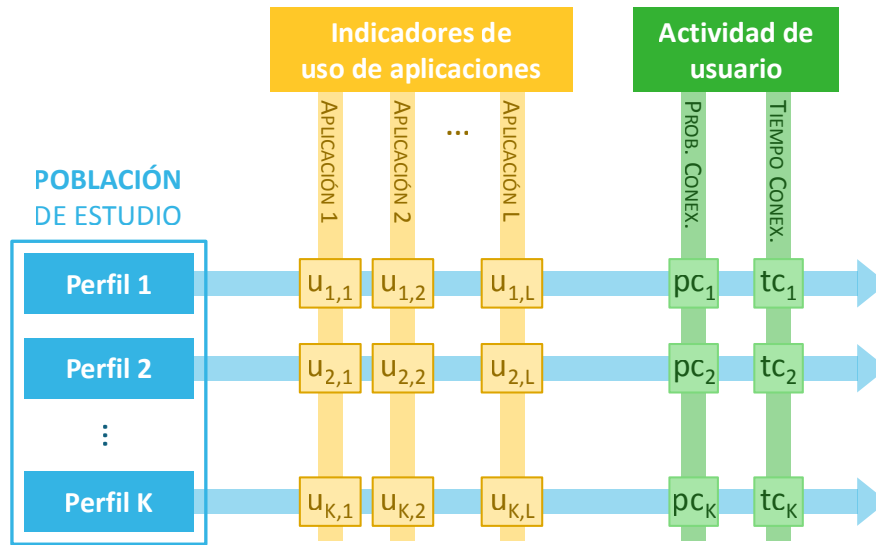 Indicadores de
uso de aplicaciones
Actividad de
usuario
APLICACIÓN 1
APLICACIÓN 2
...
APLICACIÓN L
PROB. CONEX.
TIEMPO CONEX.
POBLACIÓN
DE ESTUDIO
Perfil 1
u1,1
u1,2
u1,L
pc1
tc1
Perfil 2
u2,1
u2,2
u2,L
pc2
tc2
...
Perfil K
uK,1
uK,2
uK,L
pcK
tcK